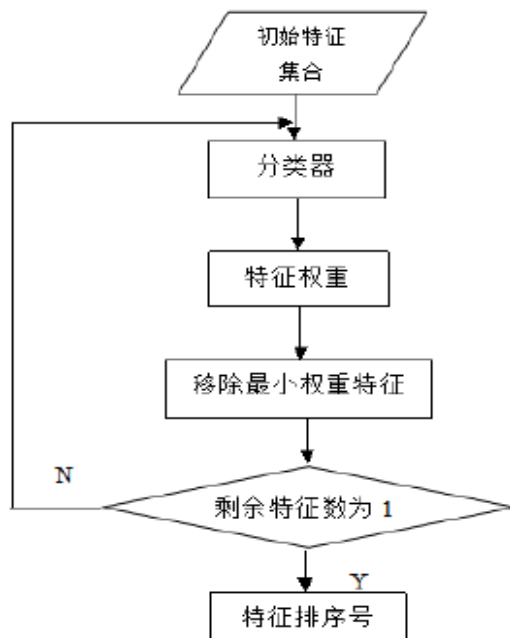 初始特征
集合
分类器
特征权重
移除最小权重特征
N
剩余特征数为 1
Y
特征排序号